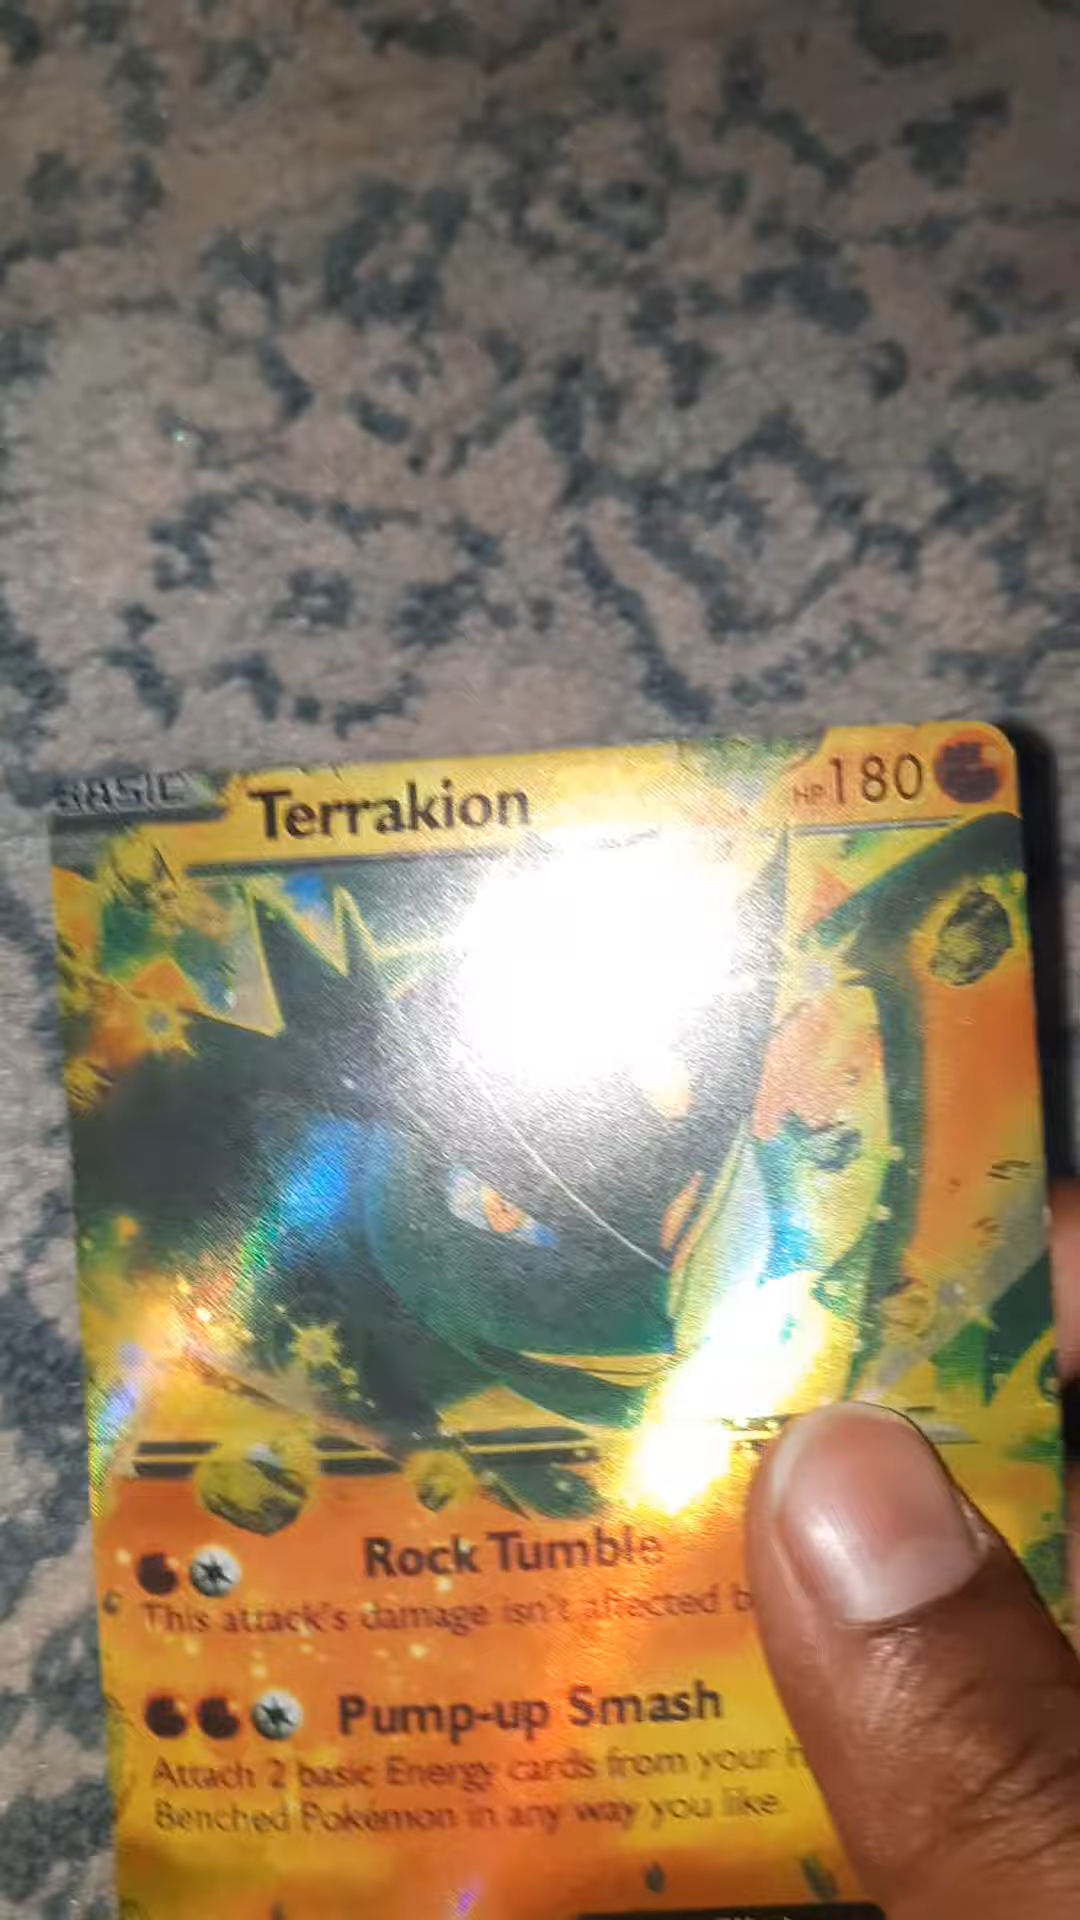 BASIC Terrakion HP 180
Rock Tumble
This attack's damage isn't affected b
Pump-up Smash
Attach 2 basic Energy cards from your
Benched Pokémon in any way you like.